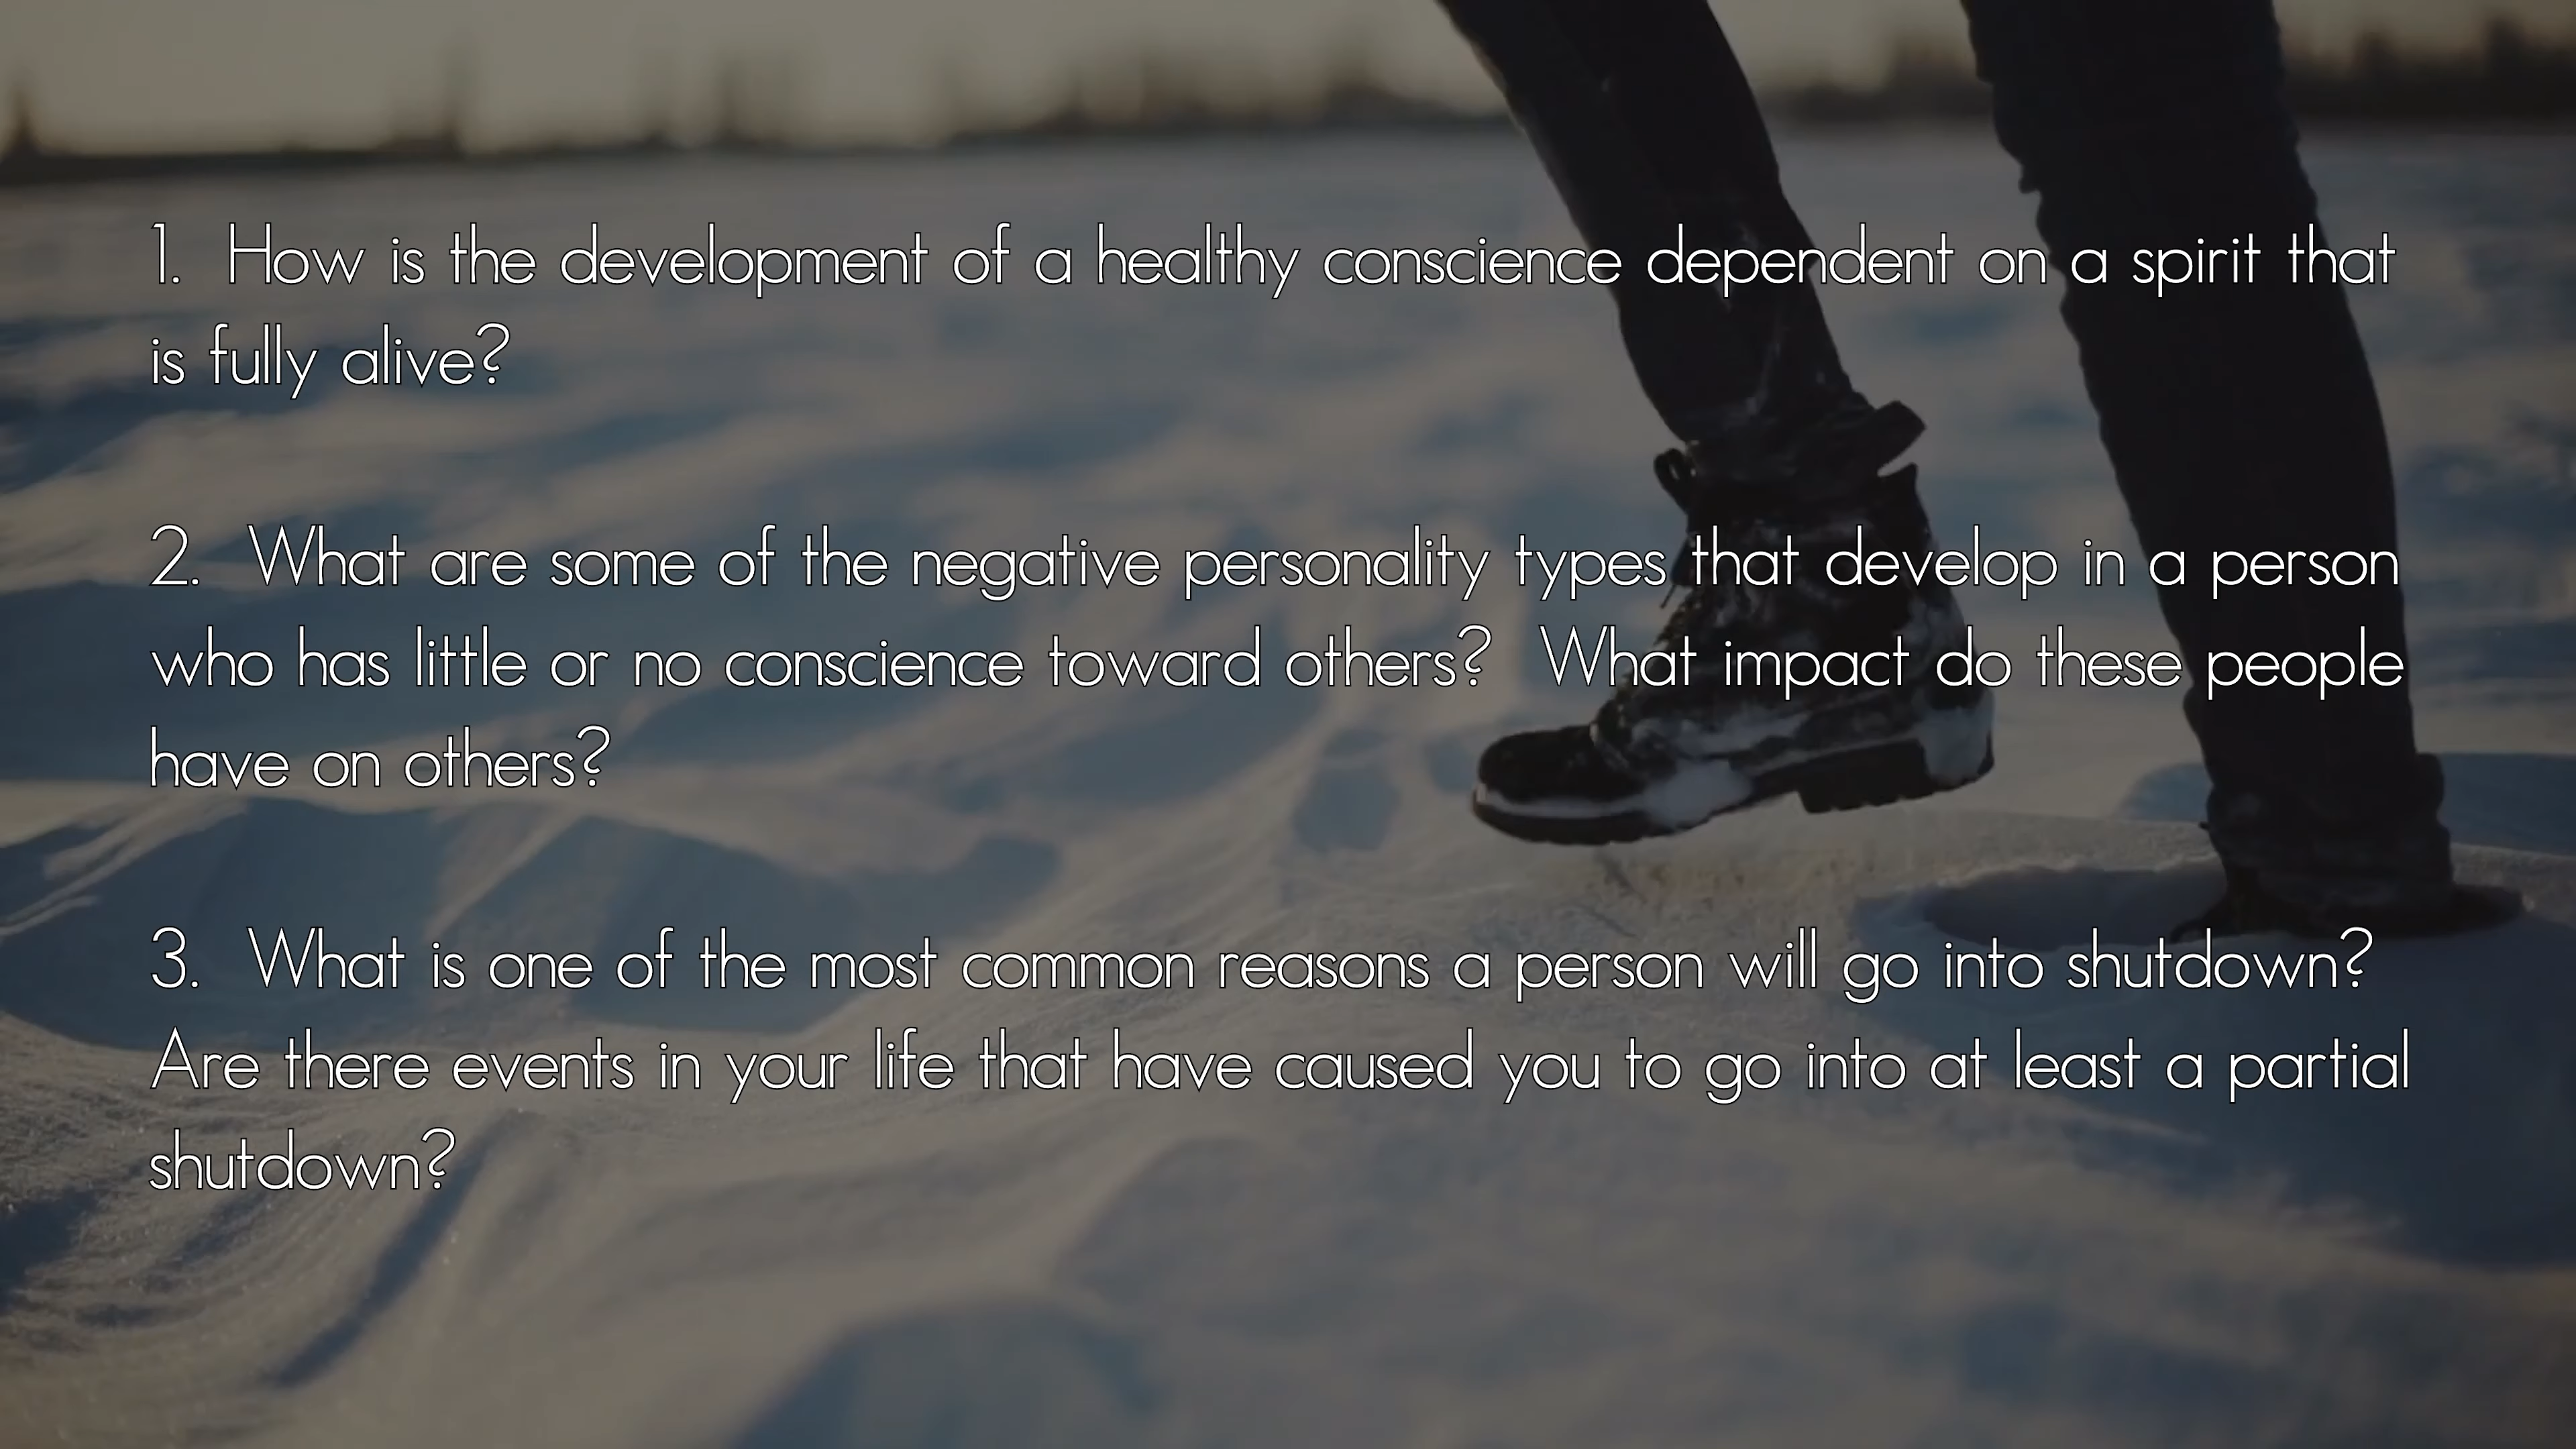 1.  How is the development of a healthy conscience dependent on a spirit that
is fully alive?
2.  What are some of the negative personality types that develop in a person
who has little or no conscience toward others?  What impact do these people
have on others?
3.  What is one of the most common reasons a person will go into shutdown?
Are there events in your life that have caused you to go into at least a partial
shutdown?